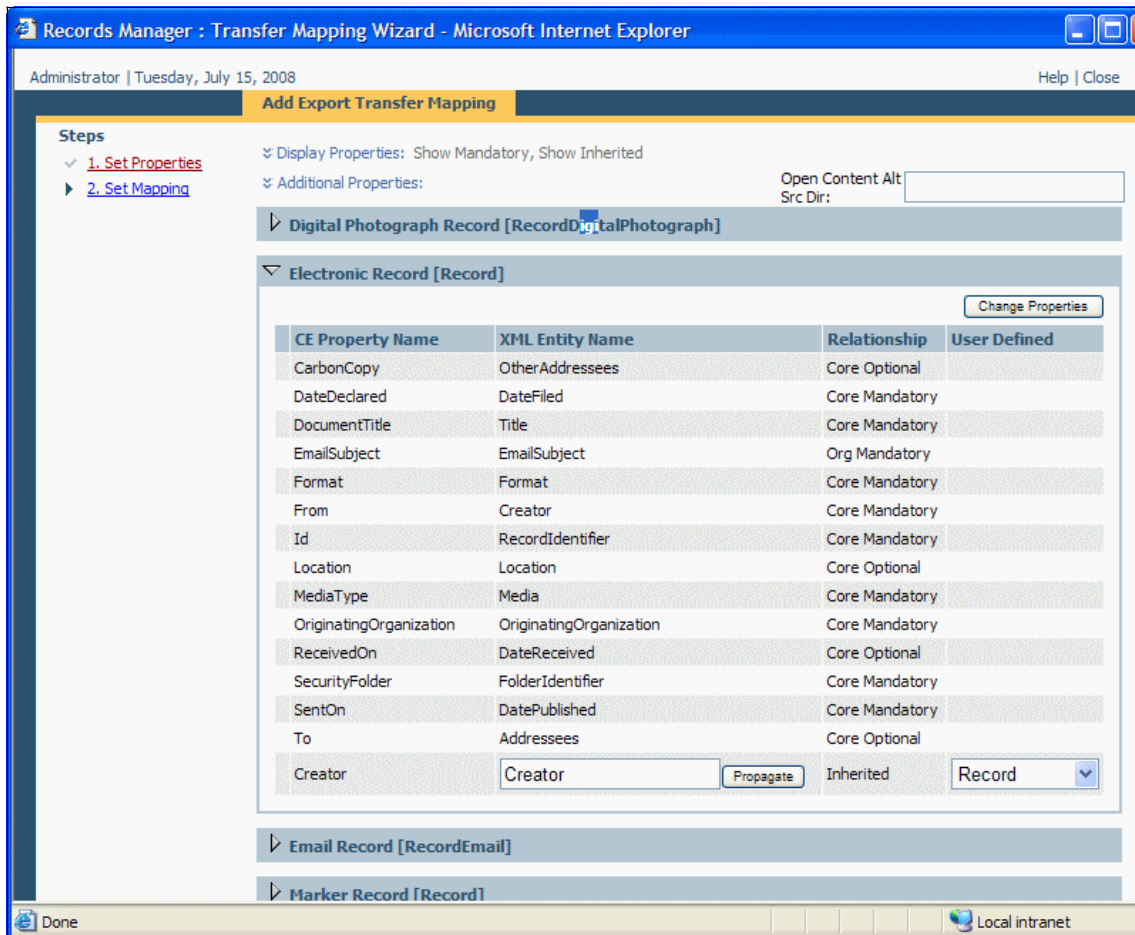 Records Manager : Transfer Mapping Wizard - Microsoft Internet Explorer
Administrator | Tuesday, July 15, 2008 Help | Close
Add Export Transfer Mapping
Steps
1. Set Properties
2. Set Mapping
Display Properties: Show Mandatory, Show Inherited
Additional Properties:
Open Content Alt
Src Dir:
Digital Photograph Record [RecordDigitalPhotograph]
Electronic Record [Record]
Change Properties
CE Property Name XML Entity Name Relationship User Defined
CarbonCopy OtherAddressees Core Optional
DateDeclared DateFiled Core Mandatory
DocumentTitle Title Core Mandatory
EmailSubject EmailSubject Org Mandatory
Format Format Core Mandatory
From Creator Core Mandatory
Id RecordIdentifier Core Mandatory
Location Location Core Optional
MediaType Media Core Mandatory
OriginatingOrganization OriginatingOrganization Core Mandatory
ReceivedOn DateReceived Core Optional
SecurityFolder FolderIdentifier Core Mandatory
SentOn DatePublished Core Mandatory
To Addressees Core Optional
Creator Creator Propagate Inherited Record
Email Record [RecordEmail]
Marker Record [Record]
Done Local intranet